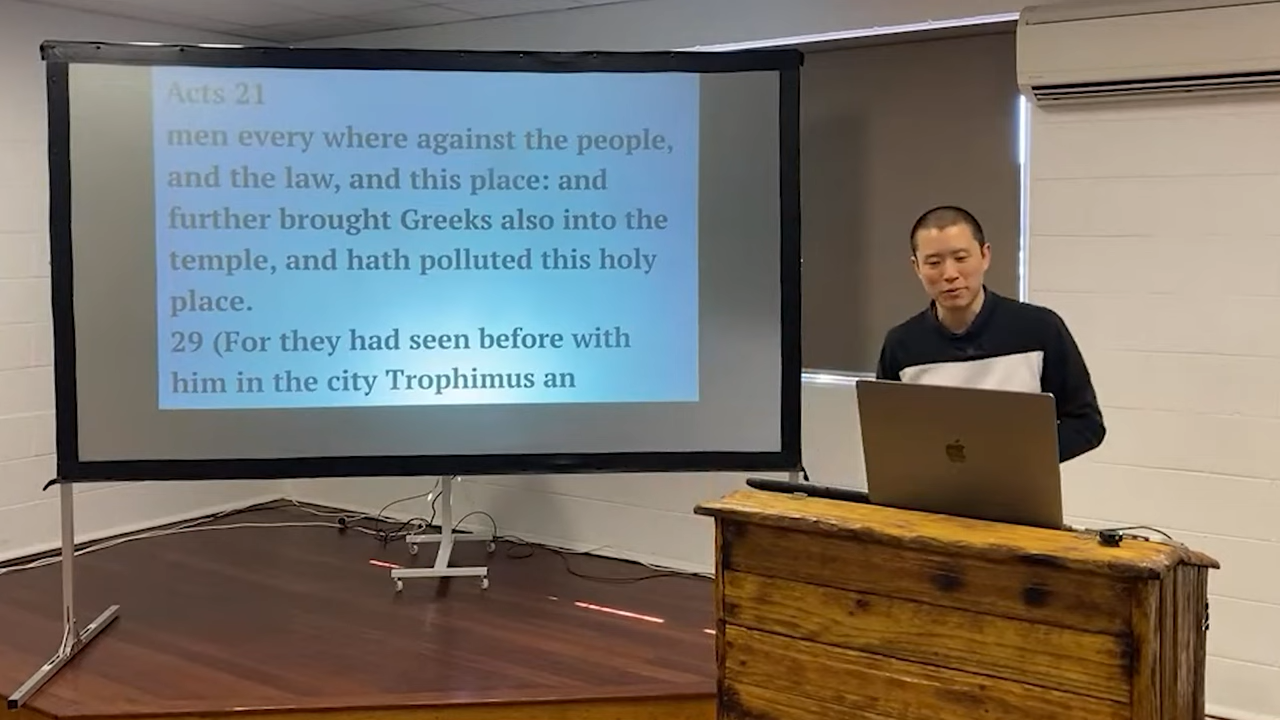 Acts 21
men every where against the people,
and the law, and this place: and
further brought Greeks also into the
temple, and hath polluted this holy
place.
29 (For they had seen before with
him in the city Trophimus an